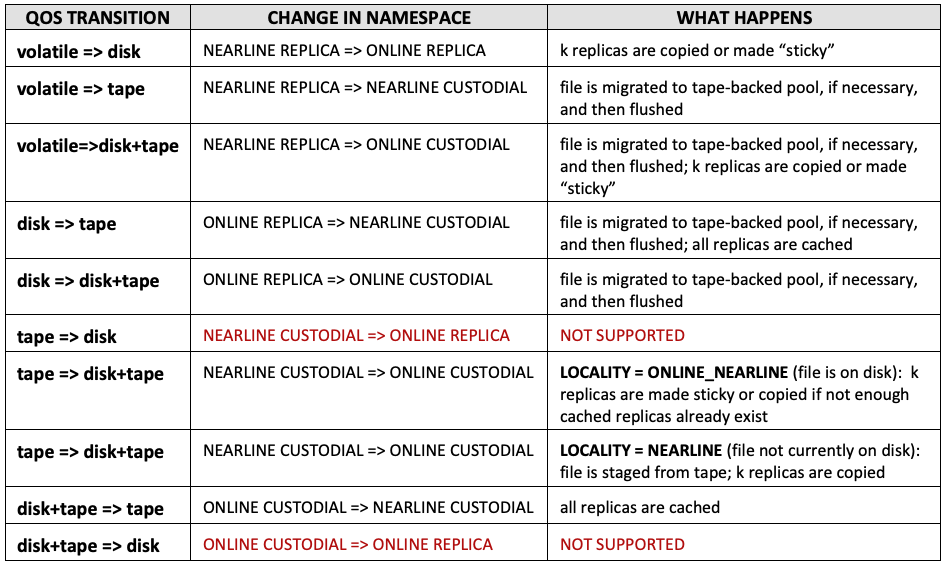 QOS TRANSITION CHANGE IN NAMESPACE WHAT HAPPENS
volatile => disk NEARLINE REPLICA => ONLINE REPLICA k replicas are copied or made “sticky”
volatile => tape NEARLINE REPLICA => NEARLINE CUSTODIAL file is migrated to tape-backed pool, if necessary,
and then flushed
volatile=>disk+tape NEARLINE REPLICA => ONLINE CUSTODIAL file is migrated to tape-backed pool, if necessary,
and then flushed; k replicas are copied or made
“sticky”
disk => tape ONLINE REPLICA => NEARLINE CUSTODIAL file is migrated to tape-backed pool, if necessary,
and then flushed; all replicas are cached
disk => disk+tape ONLINE REPLICA => ONLINE CUSTODIAL file is migrated to tape-backed pool, if necessary,
and then flushed
tape => disk NEARLINE CUSTODIAL => ONLINE REPLICA NOT SUPPORTED
tape => disk+tape NEARLINE CUSTODIAL => ONLINE CUSTODIAL LOCALITY = ONLINE_NEARLINE (file is on disk): k
replicas are made sticky or copied if not enough
cached replicas already exist
tape => disk+tape NEARLINE CUSTODIAL => ONLINE CUSTODIAL LOCALITY = NEARLINE (file not currently on disk):
file is staged from tape; k replicas are copied
disk+tape => tape ONLINE CUSTODIAL => NEARLINE CUSTODIAL all replicas are cached
disk+tape => disk ONLINE CUSTODIAL => ONLINE REPLICA NOT SUPPORTED